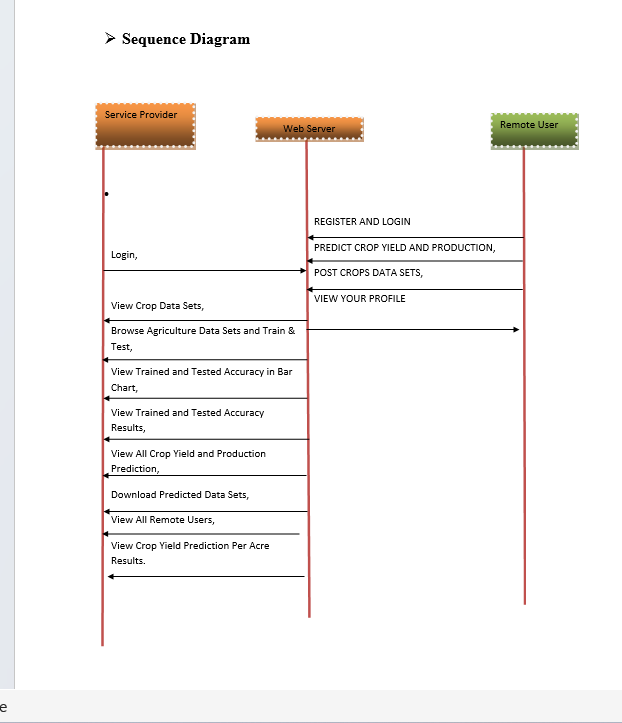 ➢ Sequence Diagram
Service Provider
Web Server
Remote User
REGISTER AND LOGIN
PREDICT CROP YIELD AND PRODUCTION,
Login,
POST CROPS DATA SETS,
VIEW YOUR PROFILE
View Crop Data Sets,
Browse Agriculture Data Sets and Train &
Test,
View Trained and Tested Accuracy in Bar
Chart,
View Trained and Tested Accuracy
Results,
View All Crop Yield and Production
Prediction,
Download Predicted Data Sets,
View All Remote Users,
View Crop Yield Prediction Per Acre
Results.
e